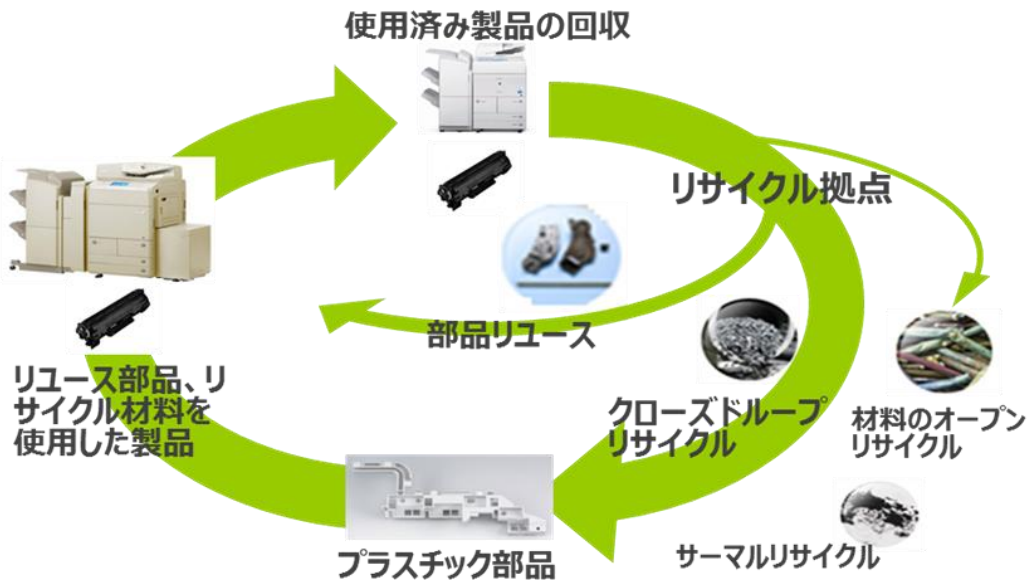 使用済み製品の回収
リサイクル拠点
部品リユース
リユース部品、リ
サイクル材料を
使用した製品
クローズドループ
リサイクル
材料のオープン
リサイクル
サーマルリサイクル
プラスチック部品